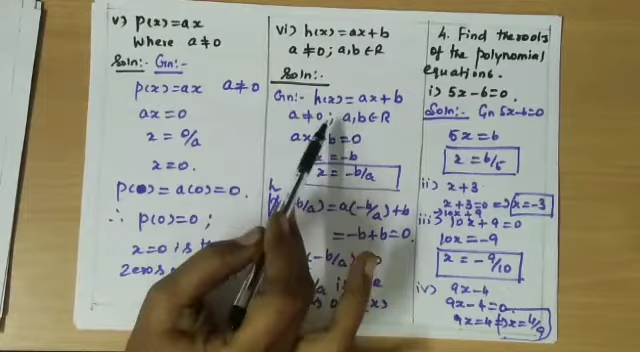 v) p(x)=ax
where a≠0
Soln:- Gn:-
p(x)=ax a≠0
ax=0
x=0/a
x=0.
p(0)=a(0)=0.
∴ p(0)=0;
x=0 is
zeros
vi) h(x)=ax+b
a≠0; a,b∈R
Soln:-
Gn:- h(x)=ax+b
a≠0; a,b∈R
ax b=0
x=-b
x=-b/a
h
b/a)=a(-b/a)+b
=-b+b=0.
(-b/a) 0
4. Find the roots
of the polynomial
equations.
i) 5x-6=0.
Soln:- Gn 5x-6=0
5x=6
x=6/5
ii) x+3
x+3=0⇒x=-3
iii) 10x+9
10x+9=0
10x=-9
x=-9/10
iv) 9x-4
9x-4=0.
9x=4⇒x=4/9